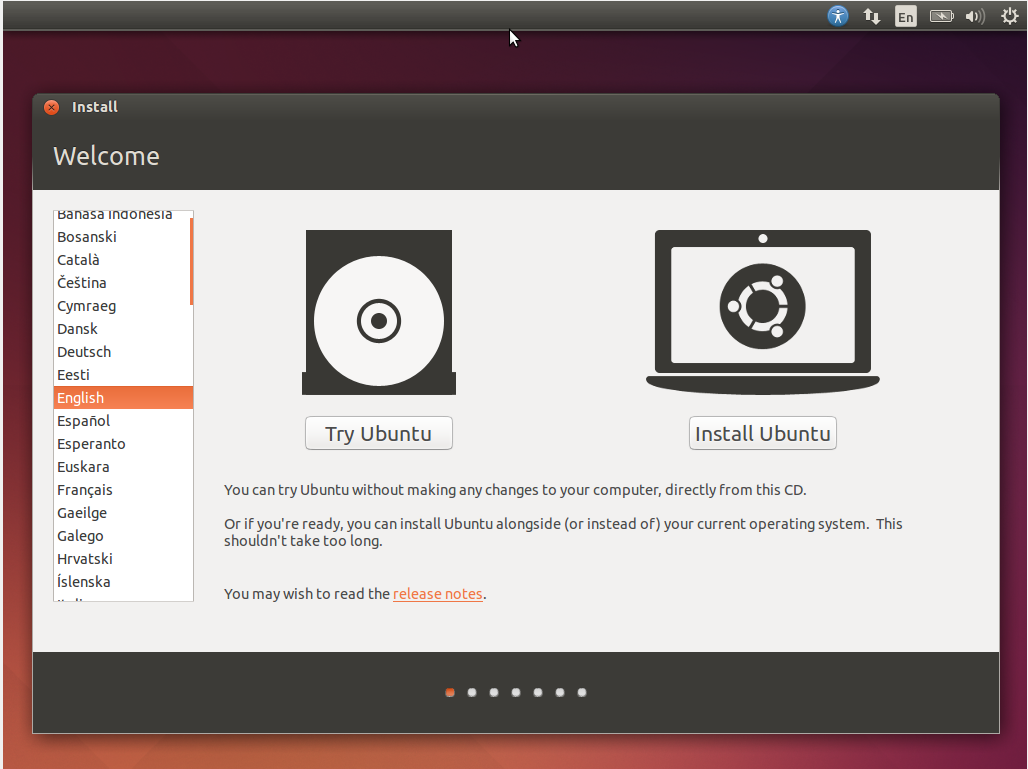 En
Install
Welcome
Bahasa Indonesia
Bosanski
Català
Čeština
Cymraeg
Dansk
Deutsch
Eesti
English
Español
Esperanto
Euskara
Français
Gaeilge
Galego
Hrvatski
Íslenska
Try Ubuntu
Install Ubuntu
You can try Ubuntu without making any changes to your computer, directly from this CD.
Or if you're ready, you can install Ubuntu alongside (or instead of) your current operating system.  This
shouldn't take too long.
You may wish to read the release notes.